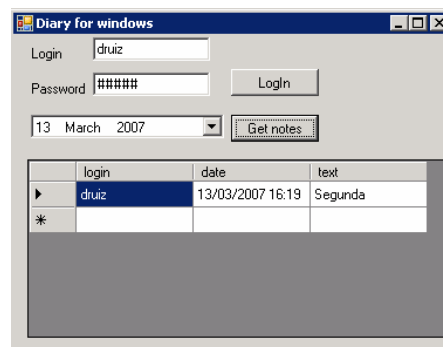 Diary for windows
Login druiz
Password ##### LogIn
13 March 2007 Get notes
login date text
druiz 13/03/2007 16:19 Segunda